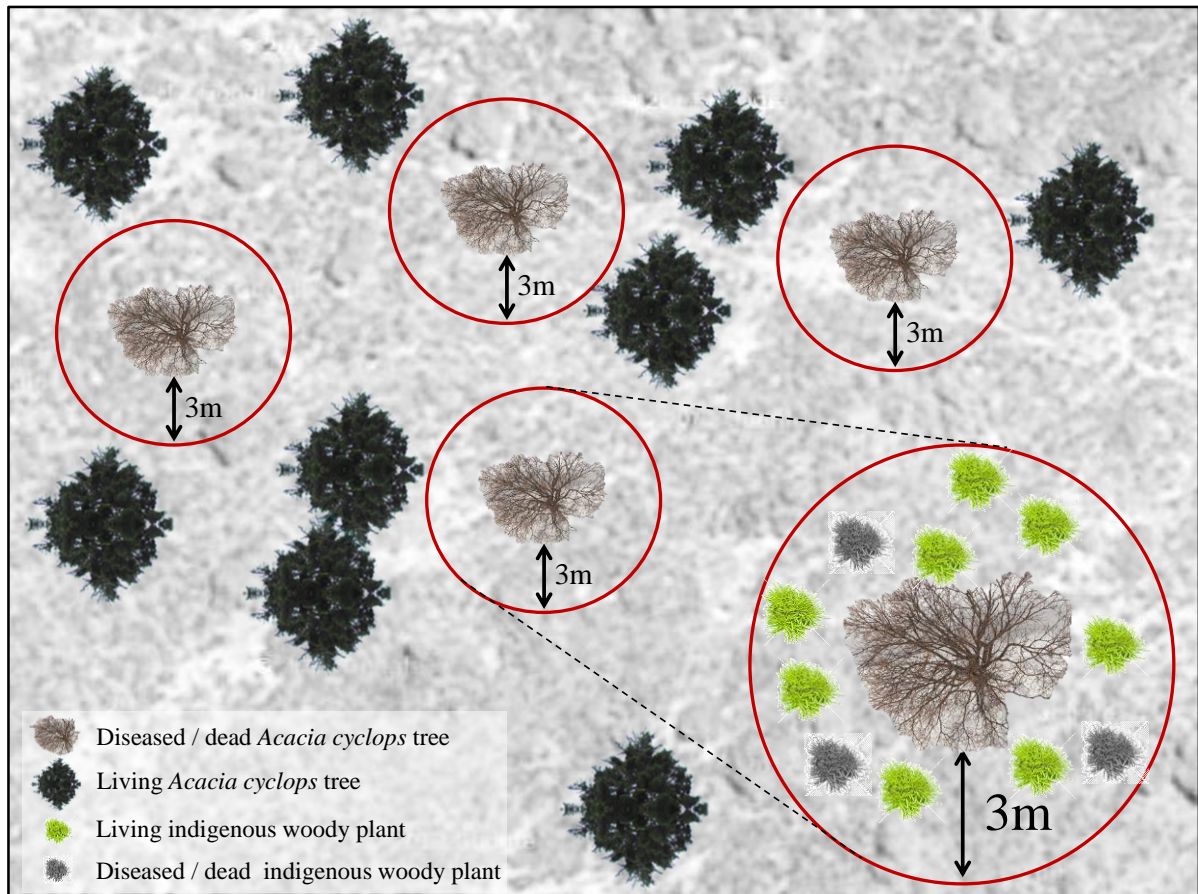 3m
3m
3m
3m
3m
Diseased / dead Acacia cyclops tree
Living Acacia cyclops tree
Living indigenous woody plant
Diseased / dead indigenous woody plant